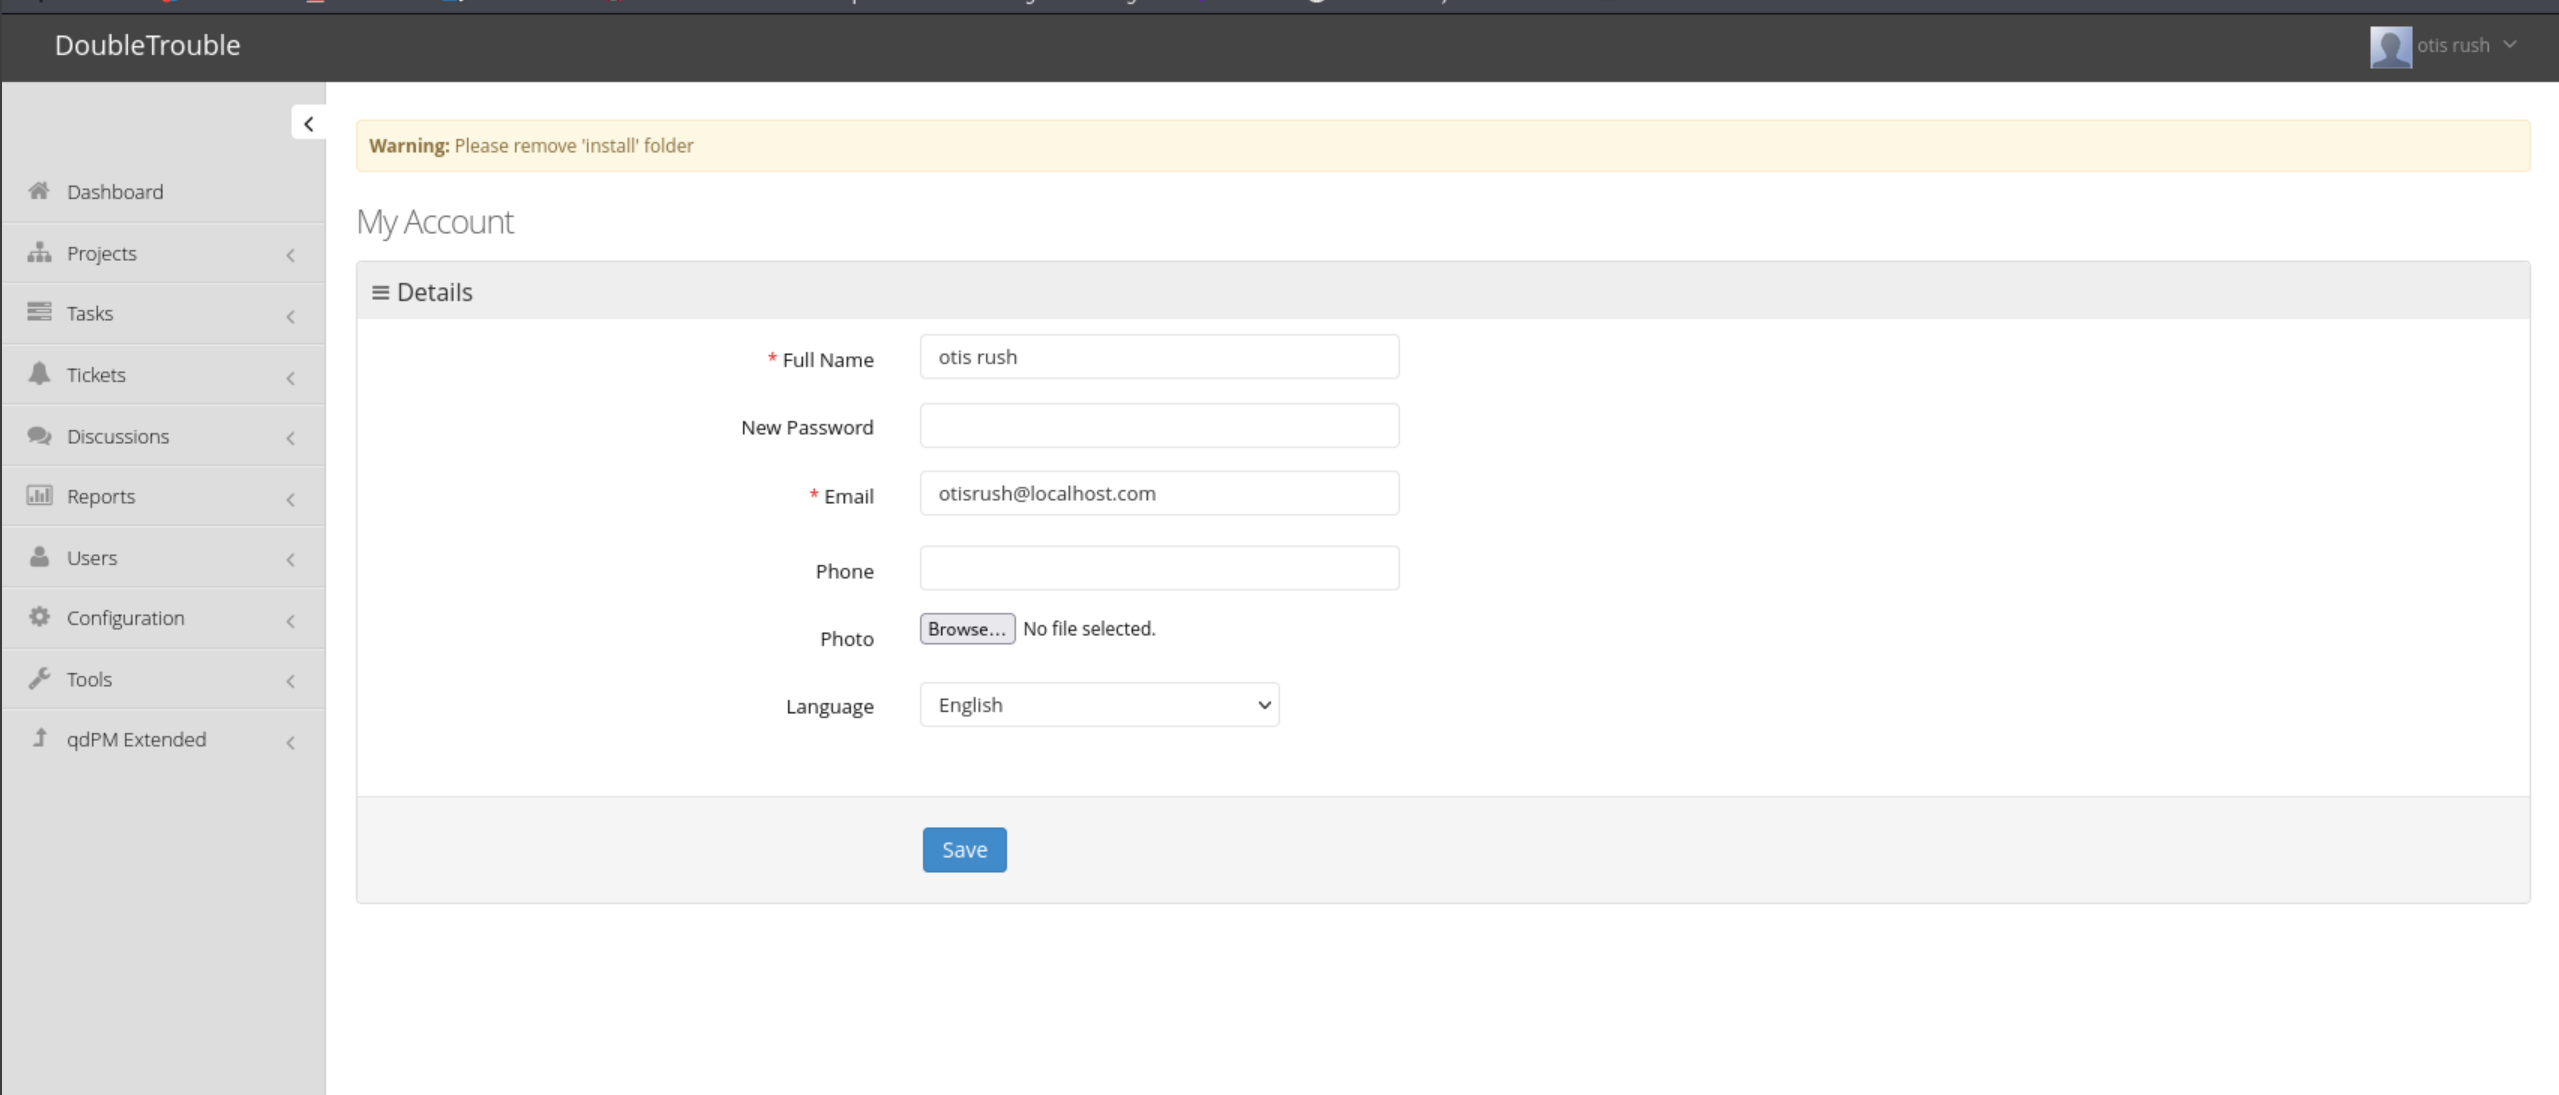 DoubleTrouble
otis rush
Warning: Please remove 'install' folder
My Account
Dashboard
Projects
Tasks
Tickets
Discussions
Reports
Users
Configuration
Tools
qdPM Extended
Details
* Full Name
otis rush
New Password
* Email
otisrush@localhost.com
Phone
Photo
Browse... No file selected.
Language
English
Save